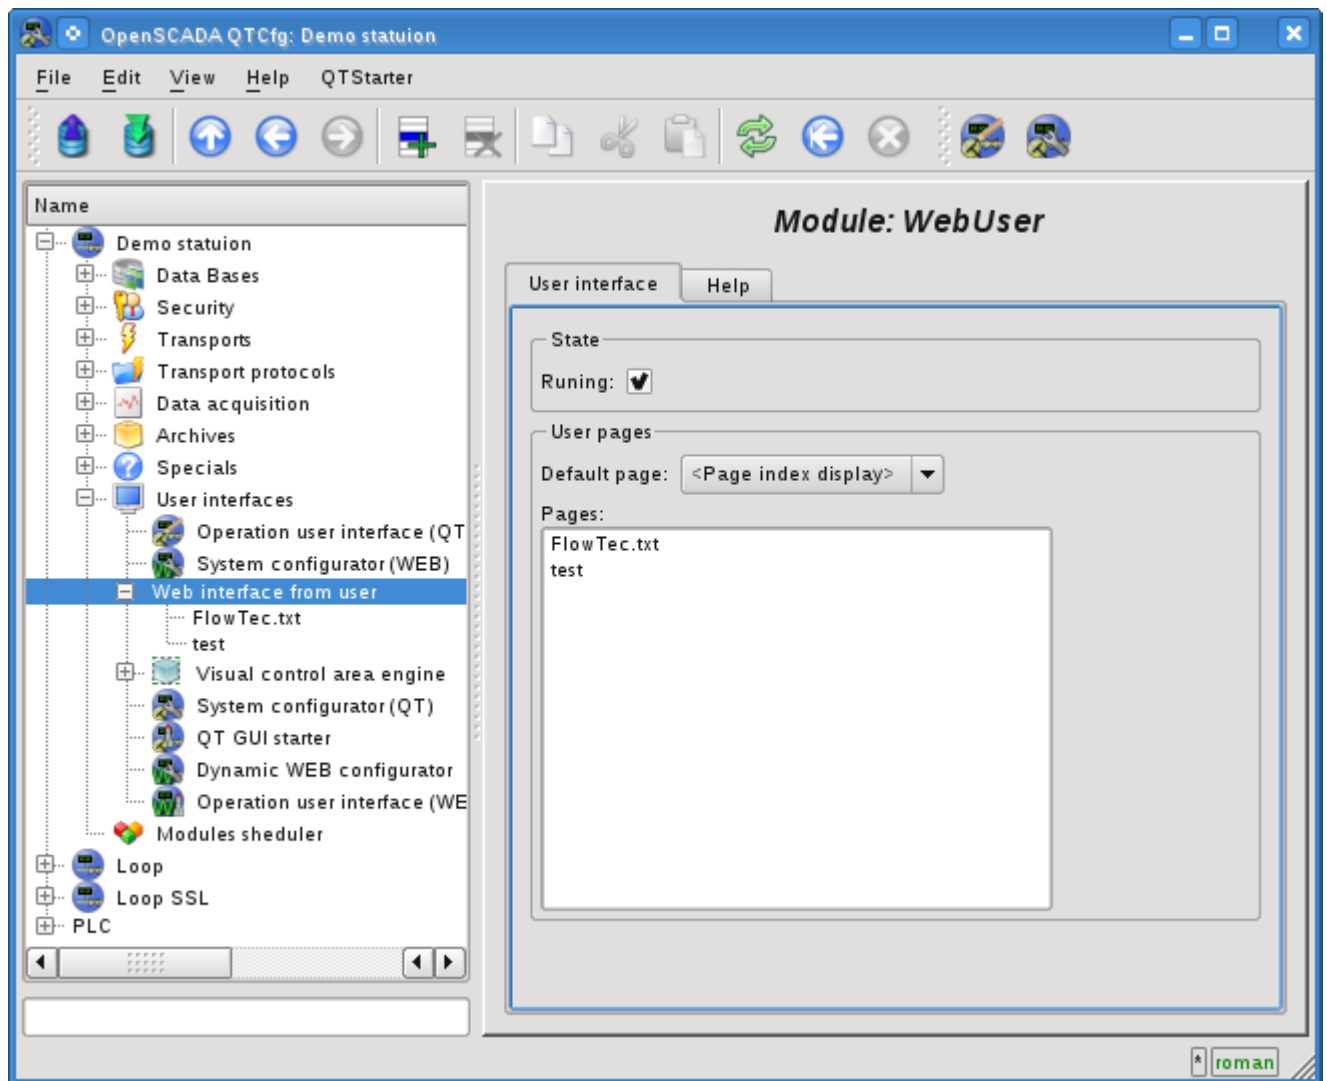 OpenSCADA QTCfg: Demo statuion
File Edit View Help QTStarter
Name
Demo statuion
Data Bases
Security
Transports
Transport protocols
Data acquisition
Archives
Specials
User interfaces
Operation user interface (QT
System configurator (WEB)
Web interface from user
FlowTec.txt
test
Visual control area engine
System configurator (QT)
QT GUI starter
Dynamic WEB configurator
Operation user interface (WE
Modules sheduler
Loop
Loop SSL
PLC
Module: WebUser
User interface Help
State
Runing:
User pages
Default page: <Page index display>
Pages:
FlowTec.txt
test
* roman